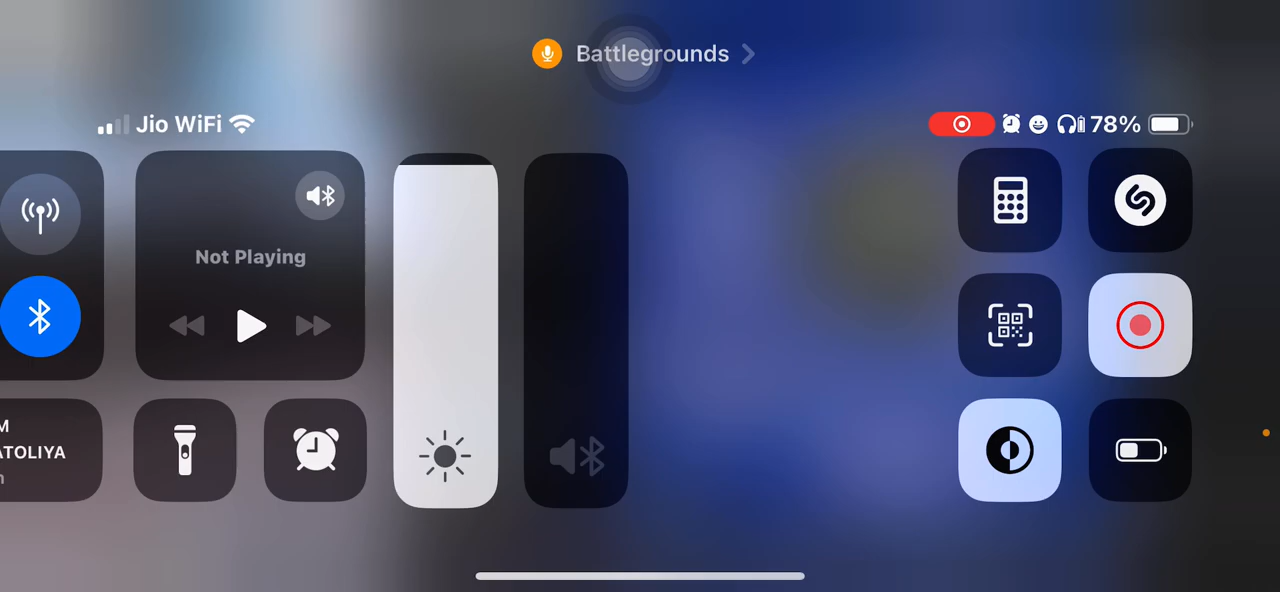 Battlegrounds
Jio WiFi
78%
Not Playing
M
ATOLIYA